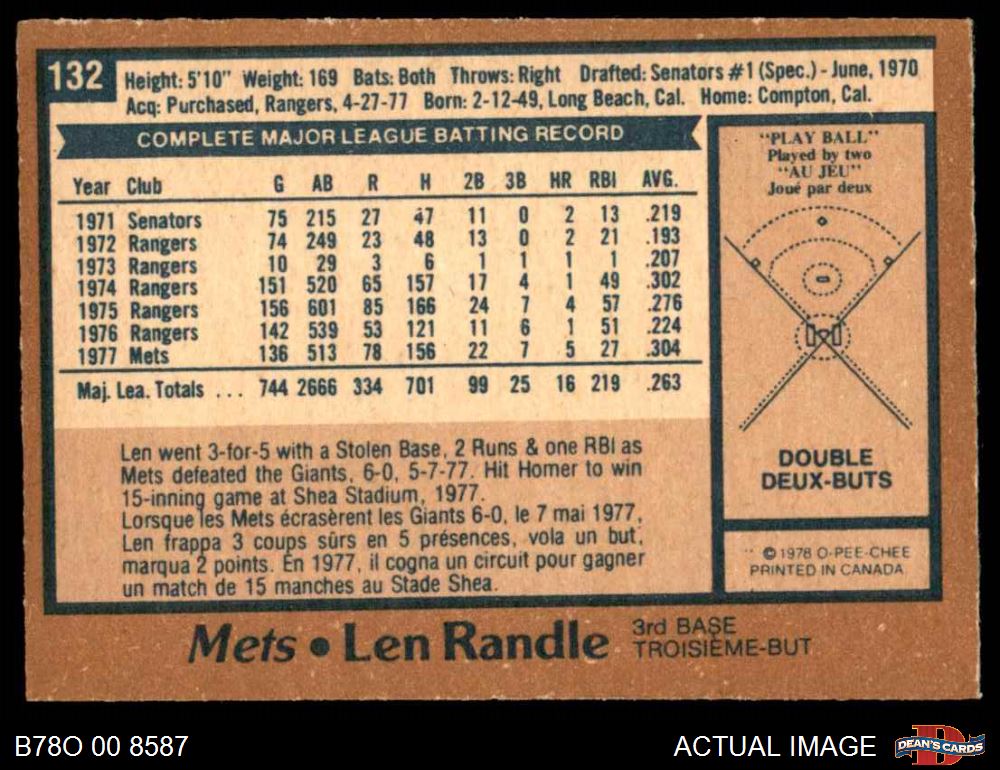 132
Height: 5'10" Weight: 169 Bats: Both Throws: Right Drafted: Senators #1 (Spec.) - June, 1970
Acq: Purchased, Rangers, 4-27-77 Born: 2-12-49, Long Beach, Cal. Home: Compton, Cal.
COMPLETE MAJOR LEAGUE BATTING RECORD
Year Club G AB R H 2B 3B HR RBI AVG.
1971 Senators 75 215 27 47 11 0 2 13 .219
1972 Rangers 74 249 23 48 13 0 2 21 .193
1973 Rangers 10 29 3 6 1 1 1 1 .207
1974 Rangers 151 520 65 157 17 4 1 49 .302
1975 Rangers 156 601 85 166 24 7 4 57 .276
1976 Rangers 142 539 53 121 11 6 1 51 .224
1977 Mets 136 513 78 156 22 7 5 27 .304
Maj. Lea. Totals ... 744 2666 334 701 99 25 16 219 .263
Len went 3-for-5 with a Stolen Base, 2 Runs & one RBI as
Mets defeated the Giants, 6-0, 5-7-77. Hit Homer to win
15-inning game at Shea Stadium, 1977.
Lorsque les Mets écrasèrent les Giants 6-0, le 7 mai 1977,
Len frappa 3 coups sûrs en 5 présences, vola un but,
marqua 2 points. En 1977, il cogna un circuit pour gagner
un match de 15 manches au Stade Shea.
"PLAY BALL"
Played by two
"AU JEU"
Joué par deux
DOUBLE
DEUX-BUTS
© 1978 O-PEE-CHEE
PRINTED IN CANADA
Mets • Len Randle
3rd BASE
TROISIÈME-BUT
B78O 00 8587
ACTUAL IMAGE
DEAN'S CARDS